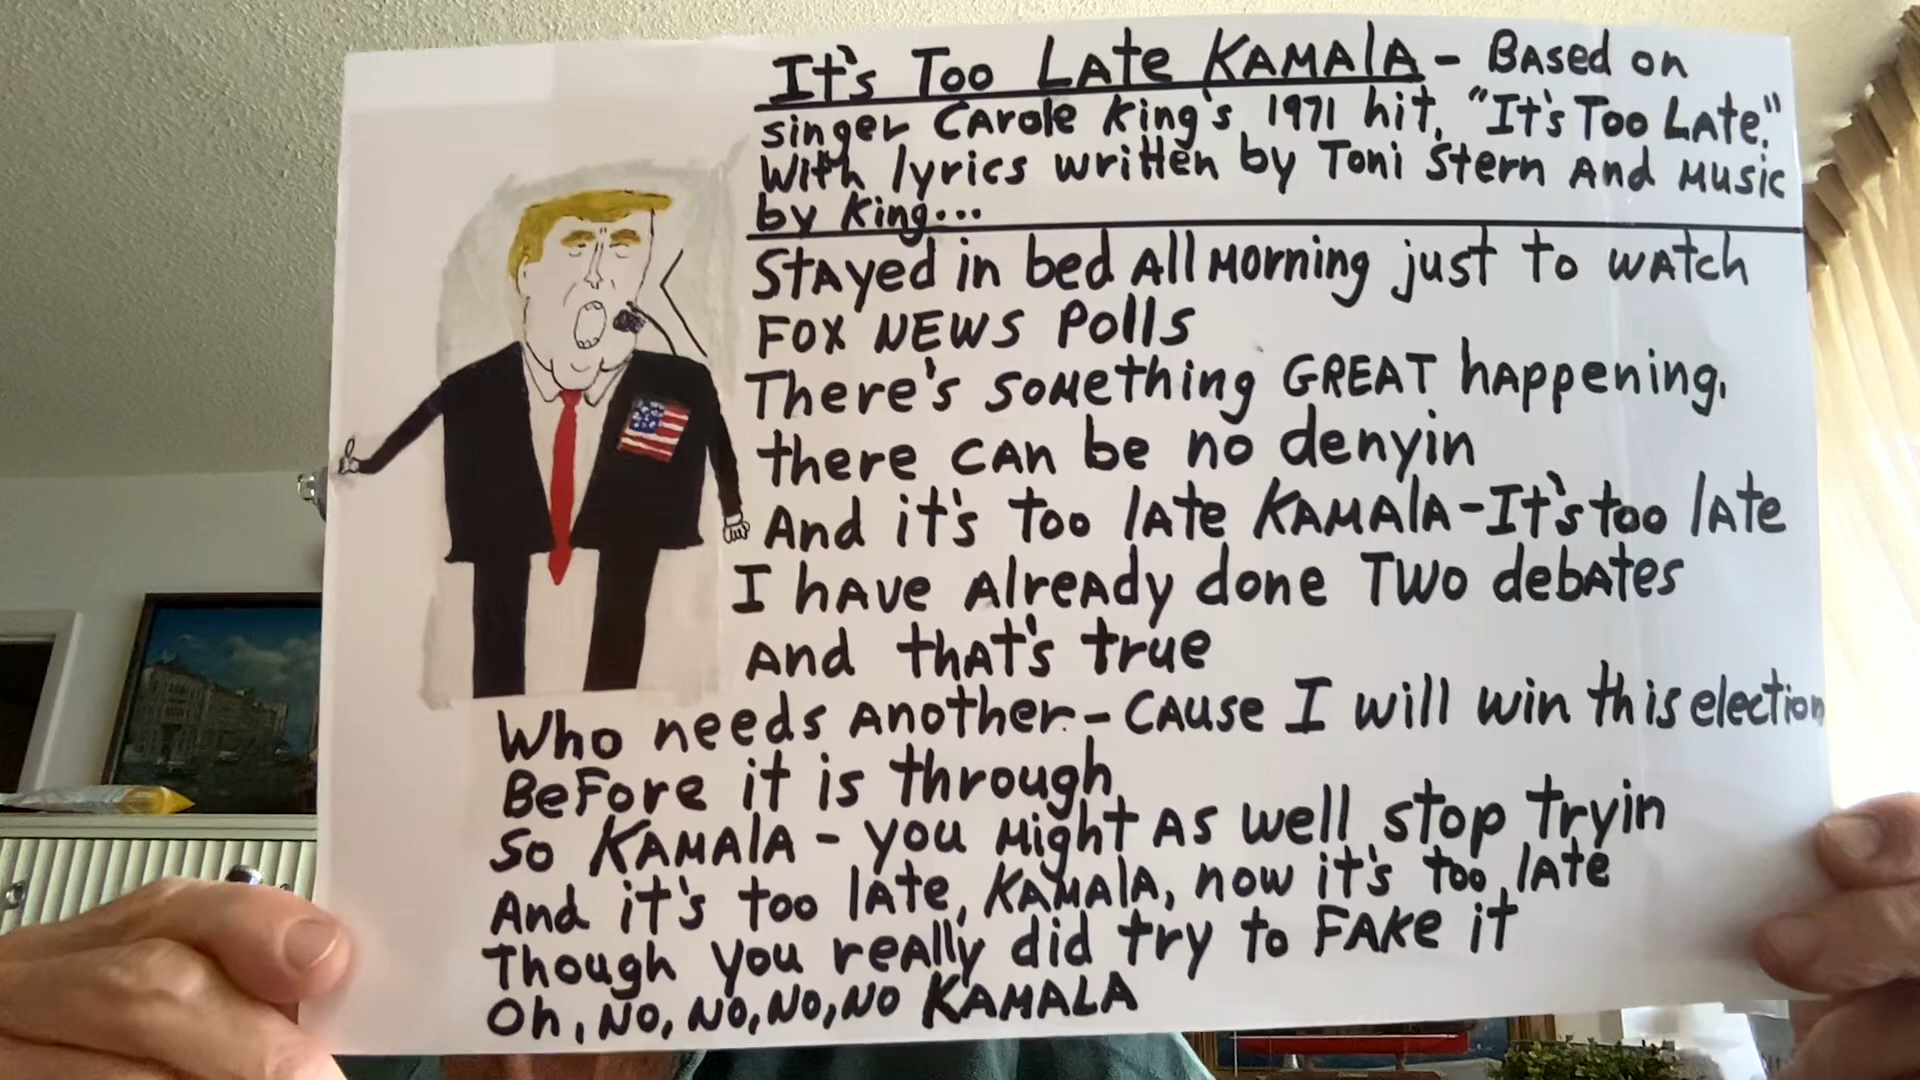 It's Too Late KAMAlA - Based on
singer Carole King's 1971 hit, "It's Too Late."
With lyrics written by Toni Stern And Music
by King...
Stayed in bed All Morning just to watch
FOX NEWS Polls
There's something GREAT happening,
there can be no denyin
And it's too late KAMAlA - It's too late
I have Already done Two debates
And that's true
Who needs Another - Cause I will win this election
Before it is through
So KAMAlA - you Might As well stop tryin
And it's too late, KAMAlA, now it's too late
Though you really did try to FAKe it
Oh, NO, NO, NO, NO KAMALA